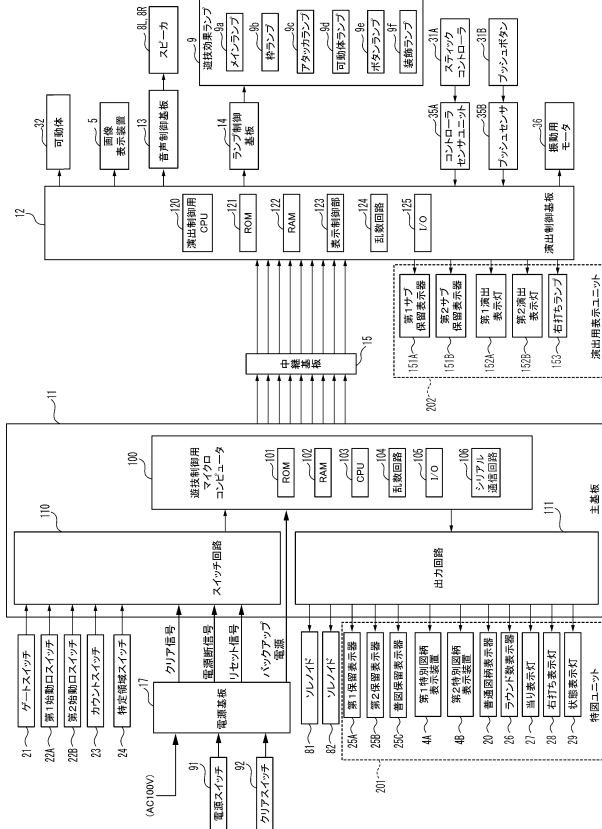 32
可動体
5
画像
表示装置
8L, 8R
スピーカ
13
音声制御基板
9
遊技効果ランプ
9a
メインランプ
9b
枠ランプ
9c
アタッカランプ
9d
可動体ランプ
9e
ボタンランプ
9f
装飾ランプ
14
ランプ制御
基板
31A
スティック
コントローラ
35A
コントローラ
センサユニット
31B
プッシュボタン
35B
プッシュセンサ
36
振動用
モータ
12
120
演出制御用
CPU
121
ROM
122
RAM
123
表示制御部
124
乱数回路
125
I/O
演出制御基板
151A
第1サブ
保留表示器
151B
第2サブ
保留表示器
152A
第1演出
表示灯
152B
第2演出
表示灯
153
右打ちランプ
202
演出用表示ユニット
中継
基板
15
11
100
遊技制御用
マイクロ
コンピュータ
101
ROM
102
RAM
103
CPU
104
乱数回路
105
I/O
106
シリアル
通信回路
主基板
110
スイッチ回路
111
出力回路
クリア信号
電源断信号
リセット信号
バックアップ
電源
21
ゲートスイッチ
22A
第1始動口スイッチ
22B
第2始動口スイッチ
23
カウントスイッチ
24
特定領域スイッチ
17
電源基板
(AC100V)
91
電源スイッチ
92
クリアスイッチ
81
ソレノイド
82
ソレノイド
25A
第1保留表示器
25B
第2保留表示器
25C
普図保留表示器
4A
第1特別図柄
表示装置
4B
第2特別図柄
表示装置
20
普通図柄表示器
26
ラウンド数表示器
27
当り表示灯
28
右打ち表示灯
29
状態表示灯
201
特図ユニット